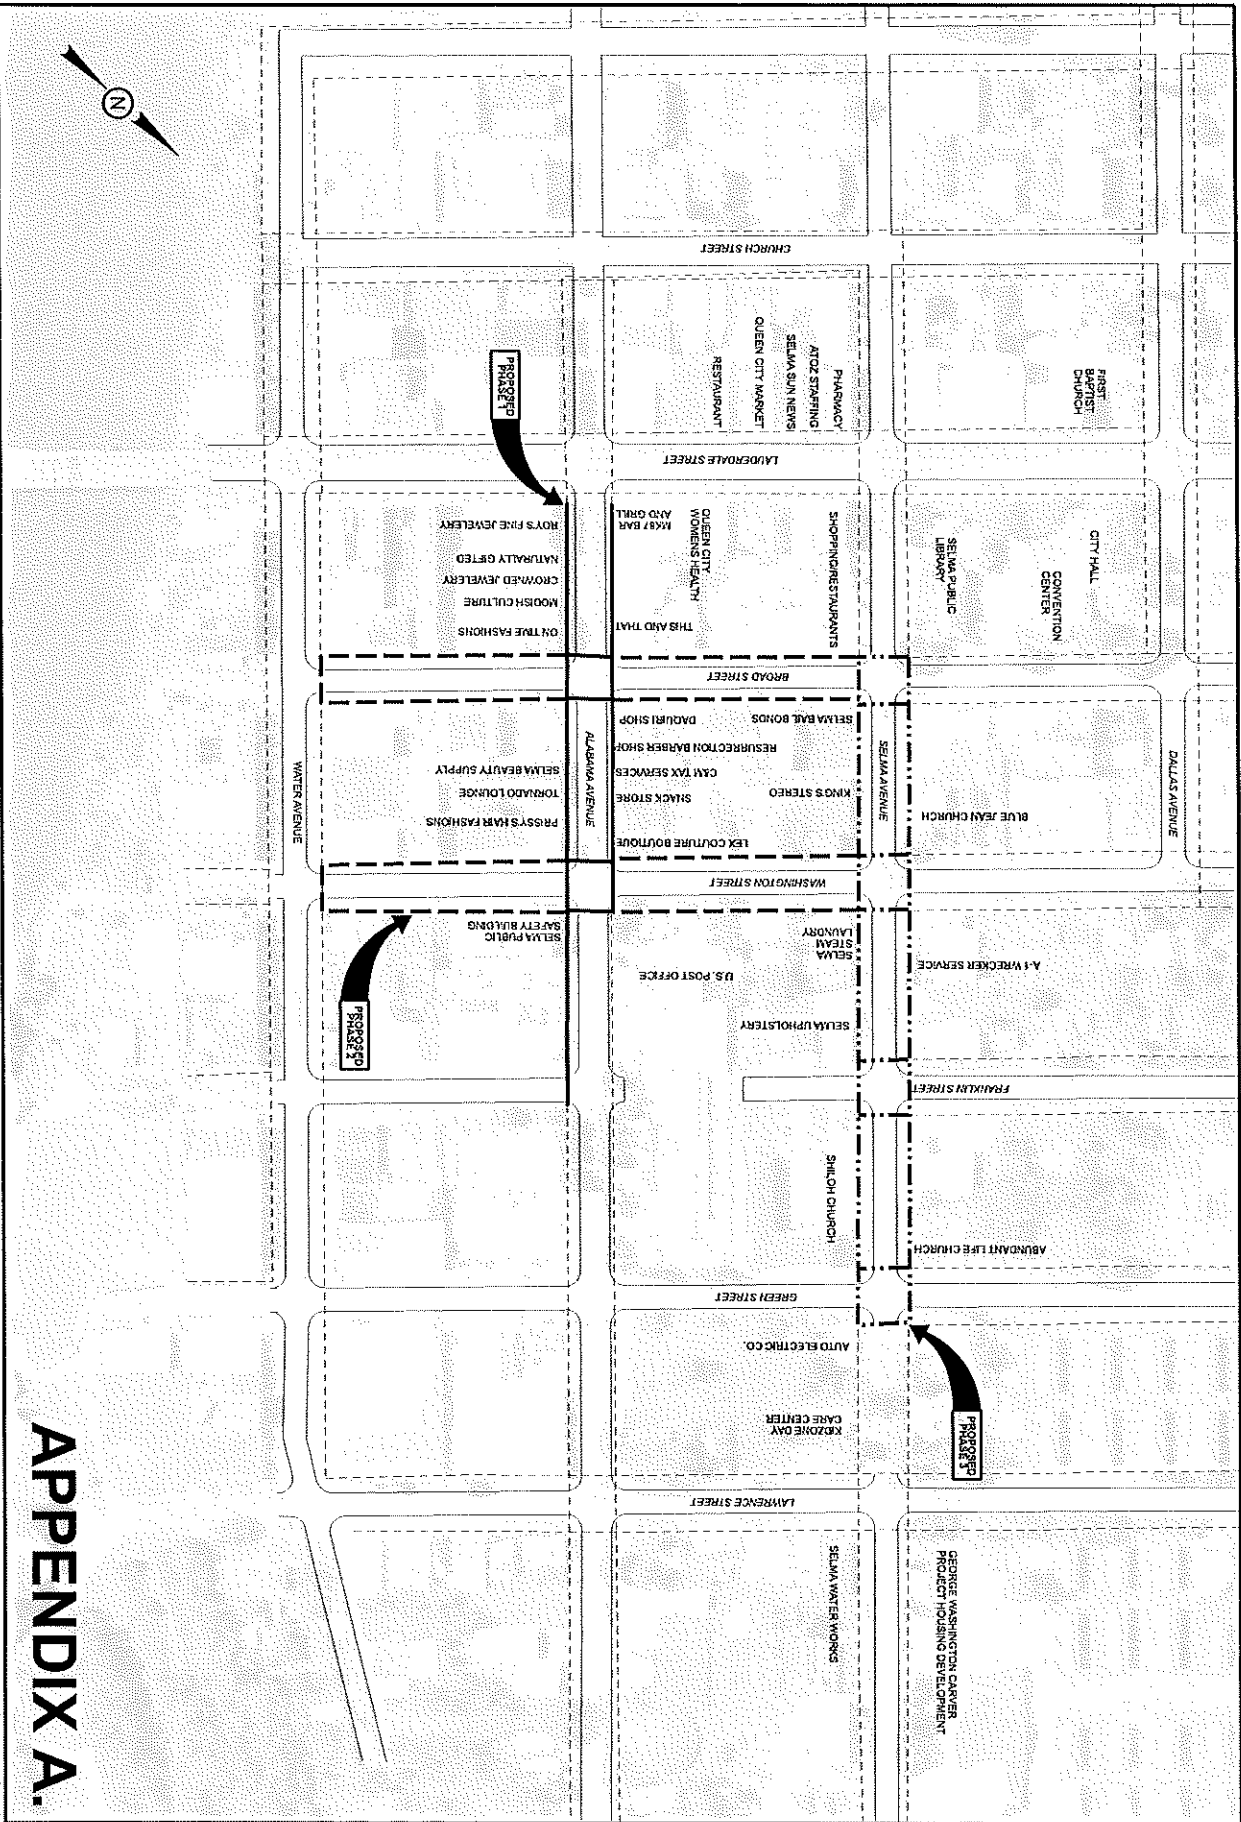 N
CHURCH STREET
FIRST
BAPTIST
CHURCH
PHARMACY
ATOZ STAFFING
SELMA SUN NEWS
QUEEN CITY MARKET
RESTAURANT
PROPOSED
PHASE 1
LAUDERDALE STREET
CITY HALL
CONVENTION
CENTER
SELMA PUBLIC
LIBRARY
SHOPPING/RESTAURANTS
QUEEN CITY
WOMENS HEALTH
MK87 BAR
AND GRILL
THIS AND THAT
ROY'S FINE JEWELERY
NATURALLY GIFTED
CROWNED JEWELERY
MODISH CULTURE
ON TIME FASHIONS
BROAD STREET
DALLAS AVENUE
SELMA AVENUE
ALABAMA AVENUE
WATER AVENUE
BLUE JEAN CHURCH
SELMA BAIL BONDS
DAQUIRI SHOP
RESURRECTION BARBER SHOP
C&M TAX SERVICES
KING'S STEREO
SNACK STORE
LEX COUTURE BOUTIQUE
SELMA BEAUTY SUPPLY
TORNADO LOUNGE
PRISSY'S HAIR FASHIONS
WASHINGTON STREET
A-1 WRECKER SERVICE
SELMA
STEAM
LAUNDRY
U.S. POST OFFICE
SELMA UPHOLSTERY
SELMA PUBLIC
SAFETY BUILDING
PROPOSED
PHASE 2
FRANKLIN STREET
SHILOH CHURCH
ABUNDANT LIFE CHURCH
GREEN STREET
AUTO ELECTRIC CO.
KIDZONE DAY
CARE CENTER
PROPOSED
PHASE 3
LAWRENCE STREET
SELMA WATER WORKS
GEORGE WASHINGTON CARVER
PROJECT HOUSING DEVELOPMENT
APPENDIX A.